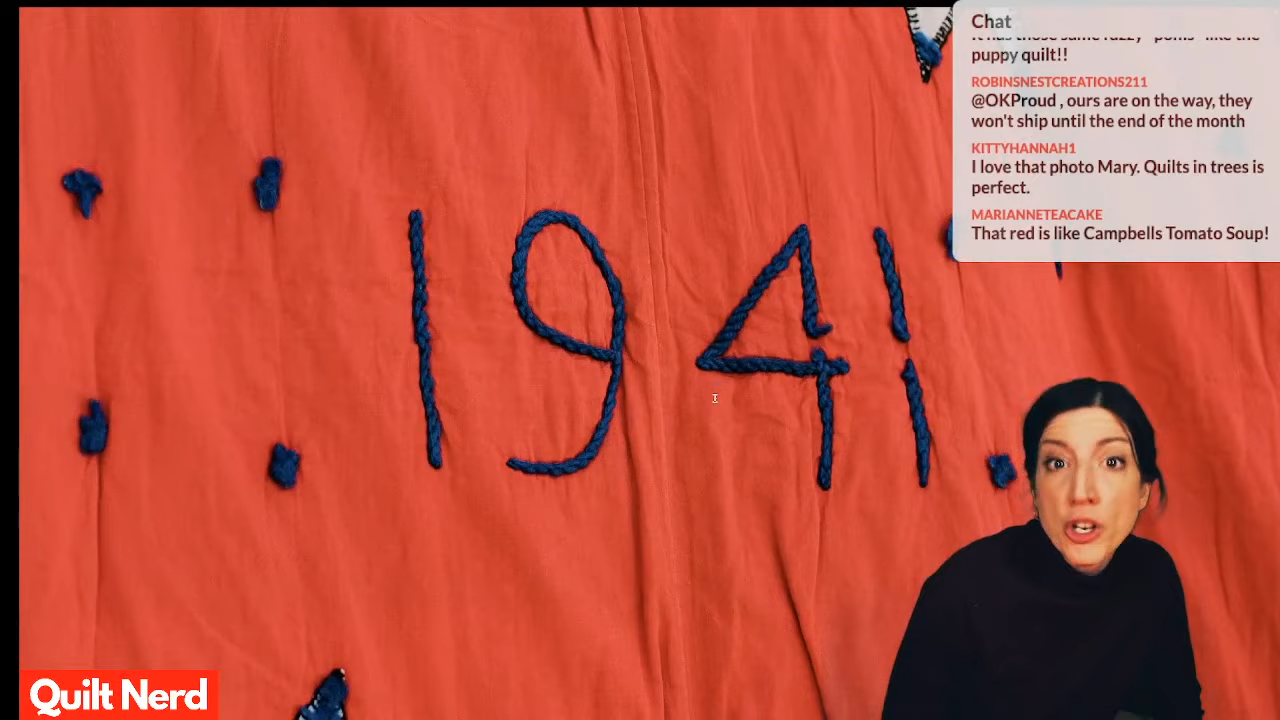 Chat
puppy quilt!!
ROBINSNESTCREATIONS211
@OKProud , ours are on the way, they
won't ship until the end of the month
KITTYHANNAH1
I love that photo Mary. Quilts in trees is
perfect.
MARIANNETEACAKE
That red is like Campbells Tomato Soup!
1941
Quilt Nerd